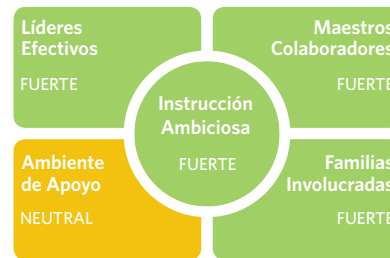 Líderes
Efectivos
FUERTE
Maestros
Colaboradores
FUERTE
Instrucción
Ambiciosa
FUERTE
Ambiente
de Apoyo
NEUTRAL
Familias
Involucradas
FUERTE